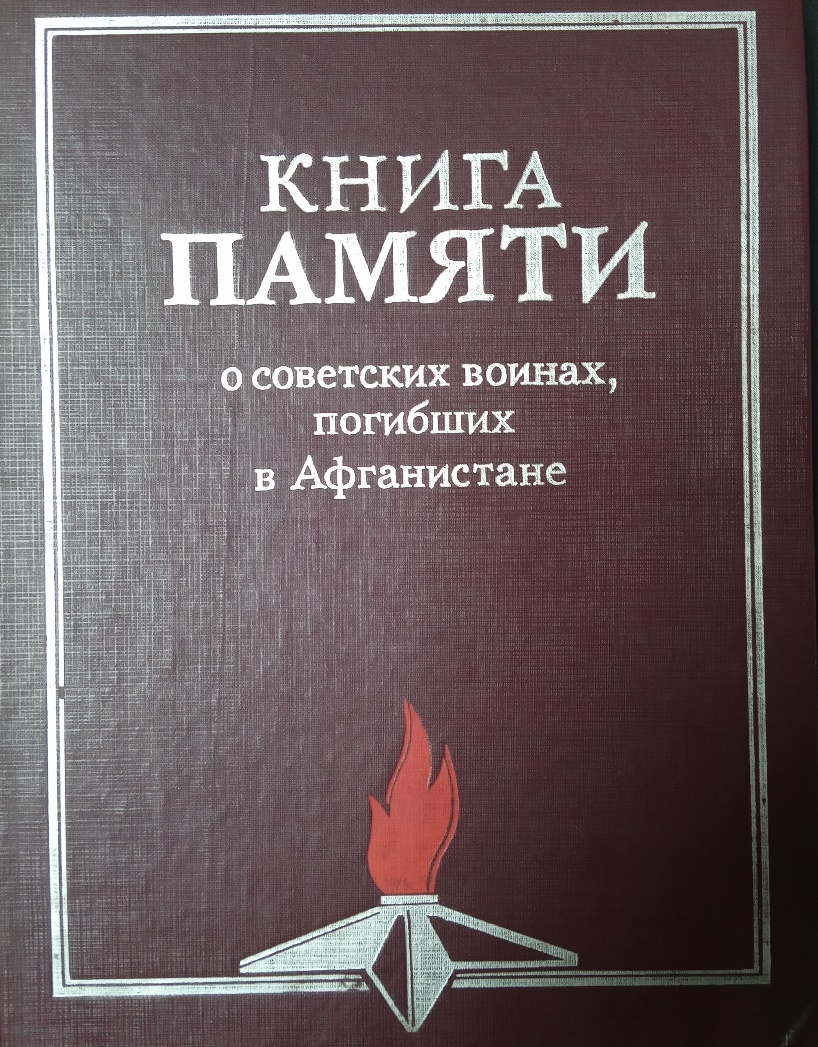 КНИГА
ПАМЯТИ
о советских воинах,
погибших
в Афганистане